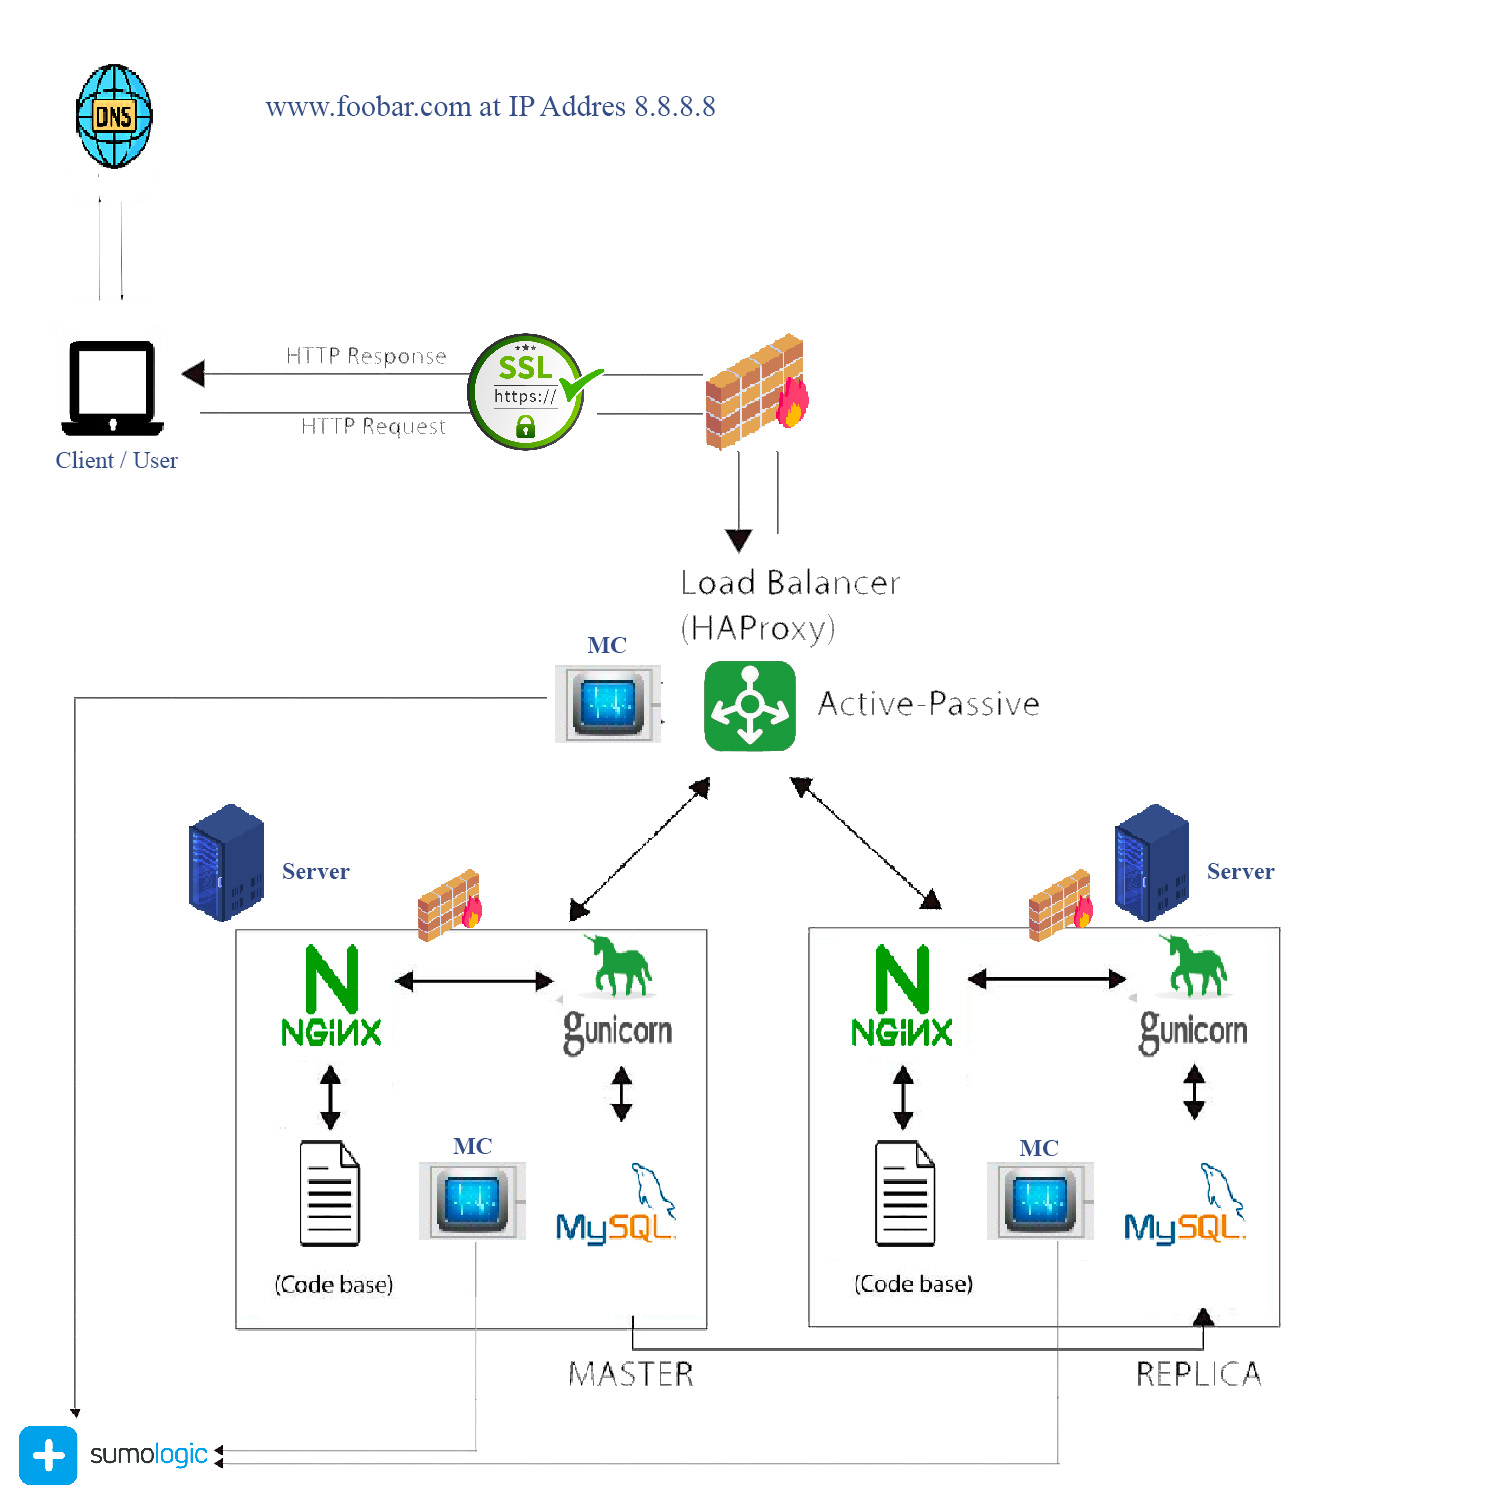 DNS
www.foobar.com at IP Addres 8.8.8.8
HTTP Response
SSL
https://
HTTP Request
Client / User
Load Balancer
(HAProxy)
MC
Active-Passive
Server
Server
NGiNX
gunicorn
NGiNX
gunicorn
MC
MC
MySQL
MySQL
(Code base)
(Code base)
MASTER
REPLICA
sumologic